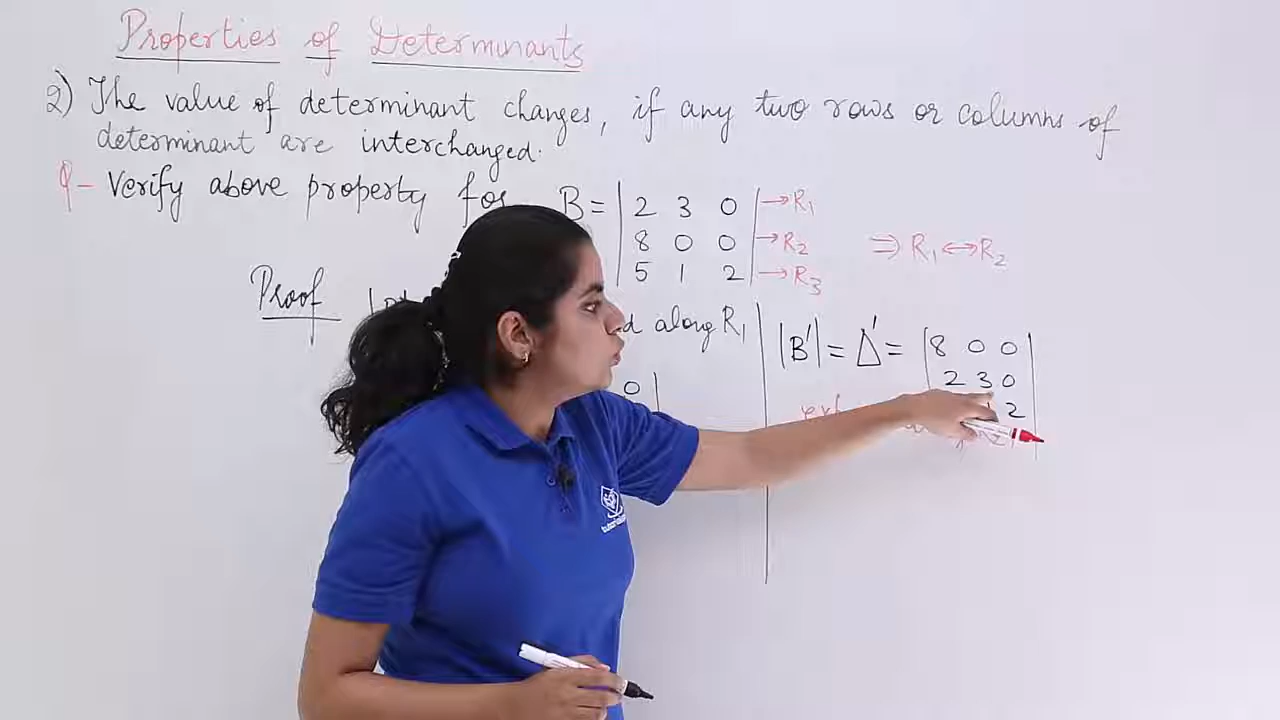 Properties of Determinants
2) The value of determinant changes, if any two rows or columns of
determinant are interchanged.
Q- Verify above property for B = | 2 3 0 | → R1
| 8 0 0 | → R2 ⇒ R1 ↔ R2
| 5 1 2 | → R3
Proof
along R1
|B'| = Δ' = | 8 0 0 |
0 | 2 3 0
2